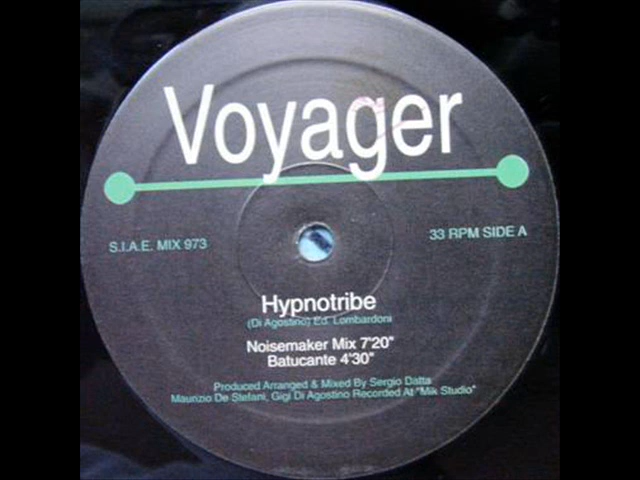 Voyager
S.I.A.E. MIX 973
33 RPM SIDE A
Hypnotribe
(Di Agostino) Ed. Lombardoni
Noisemaker Mix 7'20"
Batucante 4'30"
Produced Arranged & Mixed By Sergio Datta
Maurizio De Stefani, Gigi Di Agostino Recorded At "Mik Studio"